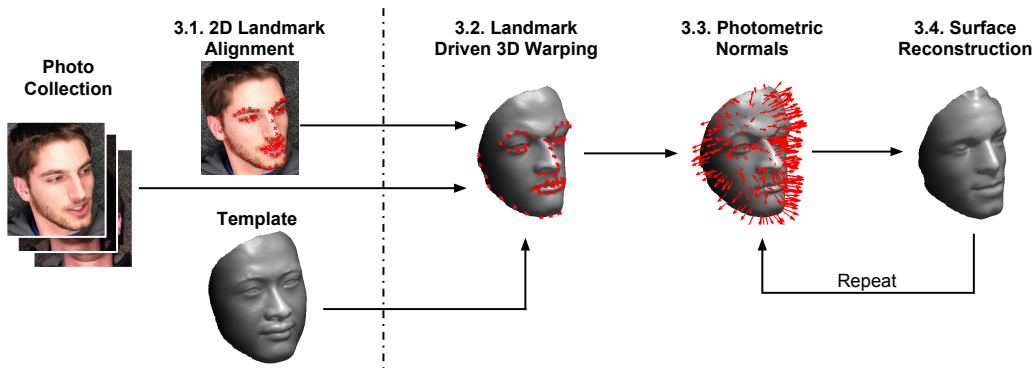 3.1. 2D Landmark
Alignment
3.2. Landmark
Driven 3D Warping
3.3. Photometric
Normals
3.4. Surface
Reconstruction
Photo
Collection
Template
Repeat